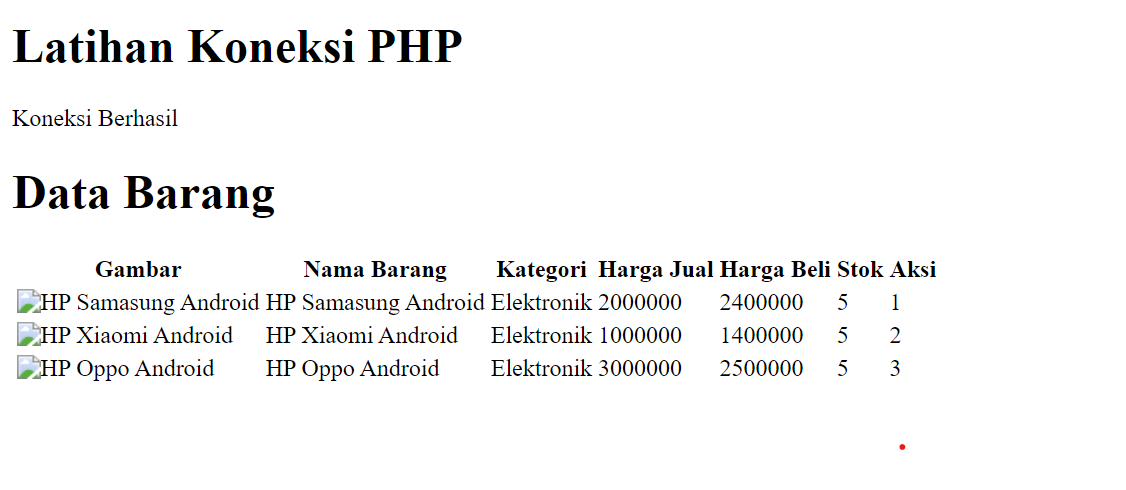 Latihan Koneksi PHP
Koneksi Berhasil
Data Barang
Gambar Nama Barang Kategori Harga Jual Harga Beli Stok Aksi
HP Samasung Android HP Samasung Android Elektronik 2000000 2400000 5 1
HP Xiaomi Android HP Xiaomi Android Elektronik 1000000 1400000 5 2
HP Oppo Android HP Oppo Android Elektronik 3000000 2500000 5 3